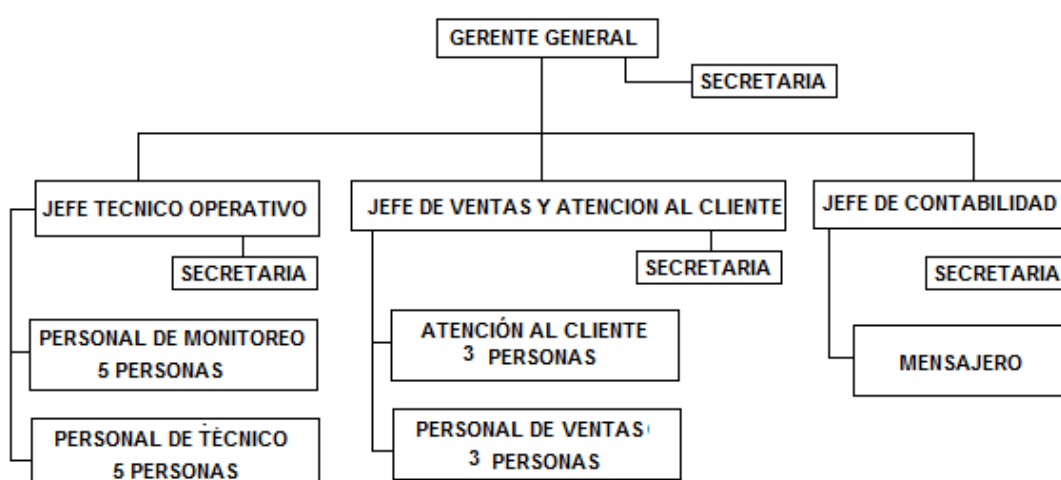 GERENTE GENERAL
SECRETARIA
JEFE TECNICO OPERATIVO
JEFE DE VENTAS Y ATENCION AL CLIENTE
JEFE DE CONTABILIDAD
SECRETARIA
SECRETARIA
SECRETARIA
PERSONAL DE MONITOREO
5 PERSONAS
ATENCIÓN AL CLIENTE
3 PERSONAS
MENSAJERO
PERSONAL DE TÉCNICO
5 PERSONAS
PERSONAL DE VENTAS
3 PERSONAS